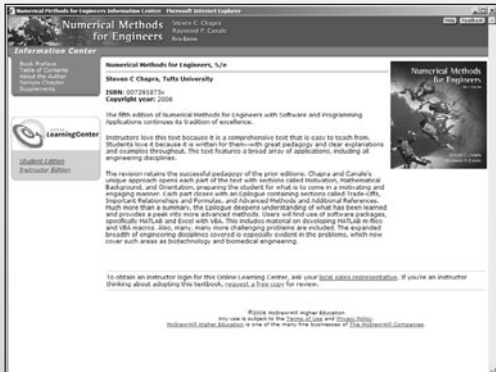 Numerical Methods for Engineers Information Center - Microsoft Internet Explorer
Numerical Methods
for Engineers
Steven C. Chapra
Raymond P. Canale
Help
Feedback
Information Center
Book Preface
Table of Contents
About the Author
Sample Chapter
Supplements
LearningCenter
Student Edition
Instructor Edition
Numerical Methods for Engineers, 5/e
Steven C Chapra, Tufts University
ISBN: 007291873x
Copyright year: 2006
The fifth edition of Numerical Methods for Engineers with Software and Programming
Applications continues its tradition of excellence.
Instructors love this text because it is a comprehensive text that is easy to teach from.
Students love it because it is written for them--with great pedagogy and clear explanations
and examples throughout. The text features a broad array of applications, including all
engineering disciplines.
The revision retains the successful pedagogy of the prior editions. Chapra and Canale's
unique approach opens each part of the text with sections called Motivation, Mathematical
Background, and Orientation, preparing the student for what is to come in a motivating and
engaging manner. Each part closes with an Epilogue containing sections called Trade-Offs,
Important Relationships and Formulas, and Advanced Methods and Additional References.
Much more than a summary, the Epilogue deepens understanding of what has been learned
and provides a peek into more advanced methods. Users will find use of software packages,
specifically MATLAB and Excel with VBA. This includes material on developing MATLAB m-files
and VBA macros. Also, many, many more challenging problems are included. The expanded
breadth of engineering disciplines covered is especially evident in the problems, which now
cover such areas as biotechnology and biomedical engineering.
Numerical Methods
for Engineers
To obtain an instructor login for this Online Learning Center, ask your local sales representative. If you're an instructor
thinking about adopting this textbook, request a free copy for review.
©2006 McGraw-Hill Higher Education
Any use is subject to the Terms of Use and Privacy Policy.
McGraw-Hill Higher Education is one of the many fine businesses of The McGraw-Hill Companies.